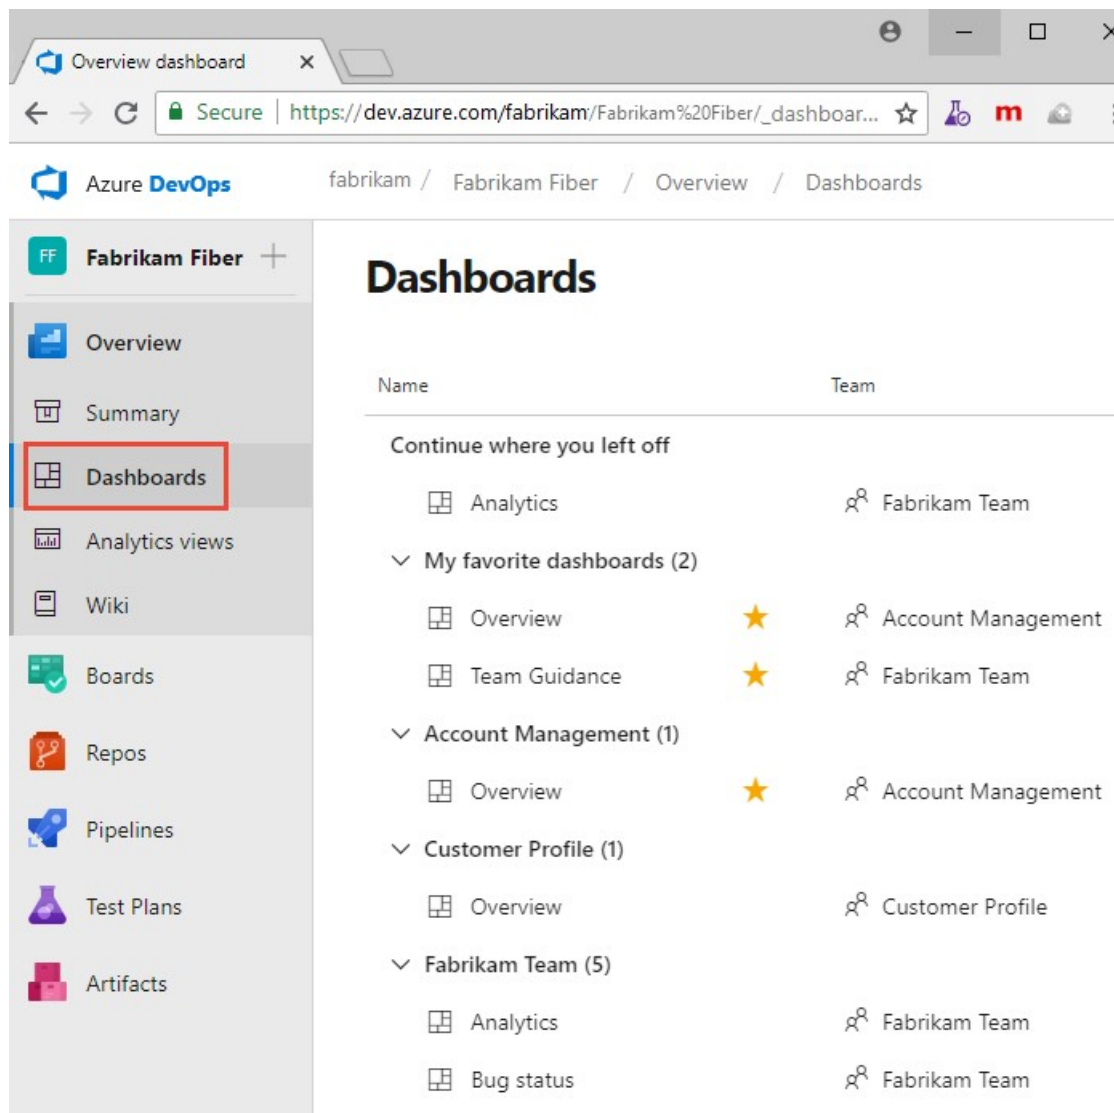 Overview dashboard
Secure https://dev.azure.com/fabrikam/Fabrikam%20Fiber/_dashboar...
m
Azure DevOps
fabrikam / Fabrikam Fiber / Overview / Dashboards
FF Fabrikam Fiber
Overview
Summary
Dashboards
Analytics views
Wiki
Boards
Repos
Pipelines
Test Plans
Artifacts
Dashboards
Name Team
Continue where you left off
Analytics Fabrikam Team
My favorite dashboards (2)
Overview Account Management
Team Guidance Fabrikam Team
Account Management (1)
Overview Account Management
Customer Profile (1)
Overview Customer Profile
Fabrikam Team (5)
Analytics Fabrikam Team
Bug status Fabrikam Team